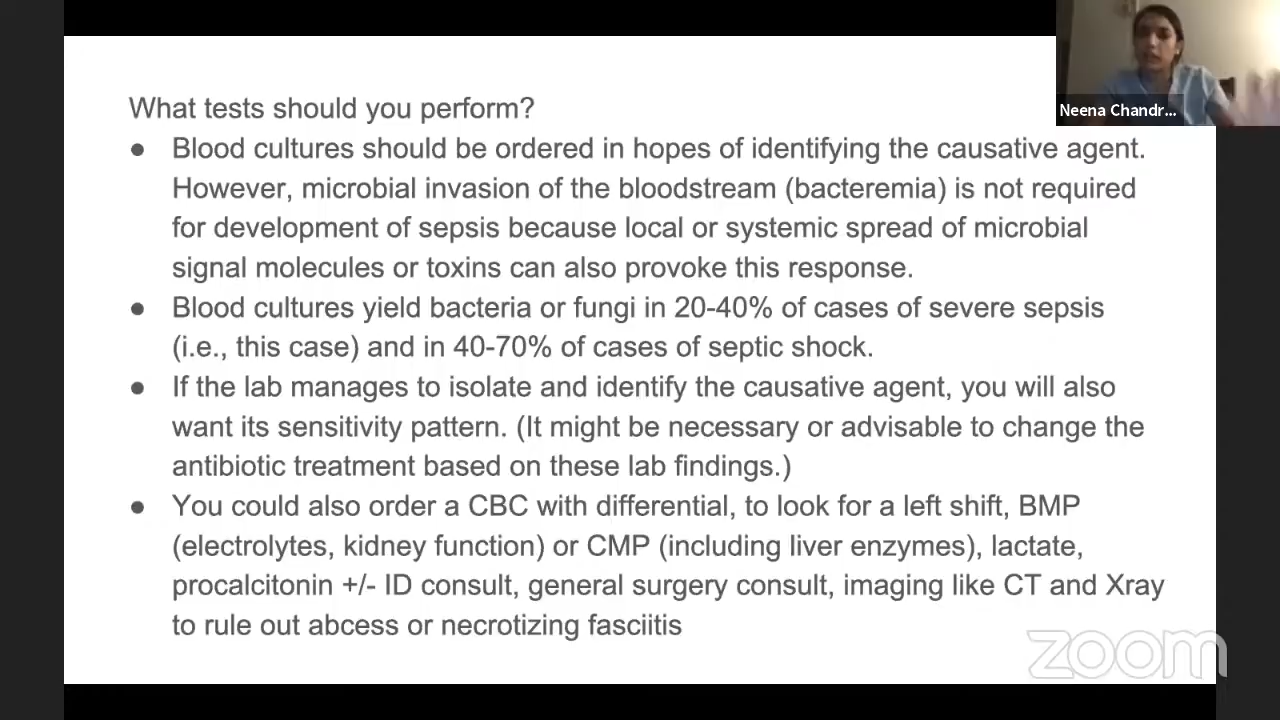 What tests should you perform?
● Blood cultures should be ordered in hopes of identifying the causative agent.
However, microbial invasion of the bloodstream (bacteremia) is not required
for development of sepsis because local or systemic spread of microbial
signal molecules or toxins can also provoke this response.
● Blood cultures yield bacteria or fungi in 20-40% of cases of severe sepsis
(i.e., this case) and in 40-70% of cases of septic shock.
● If the lab manages to isolate and identify the causative agent, you will also
want its sensitivity pattern. (It might be necessary or advisable to change the
antibiotic treatment based on these lab findings.)
● You could also order a CBC with differential, to look for a left shift, BMP
(electrolytes, kidney function) or CMP (including liver enzymes), lactate,
procalcitonin +/- ID consult, general surgery consult, imaging like CT and Xray
to rule out abcess or necrotizing fasciitis
Neena Chandr...
zoom